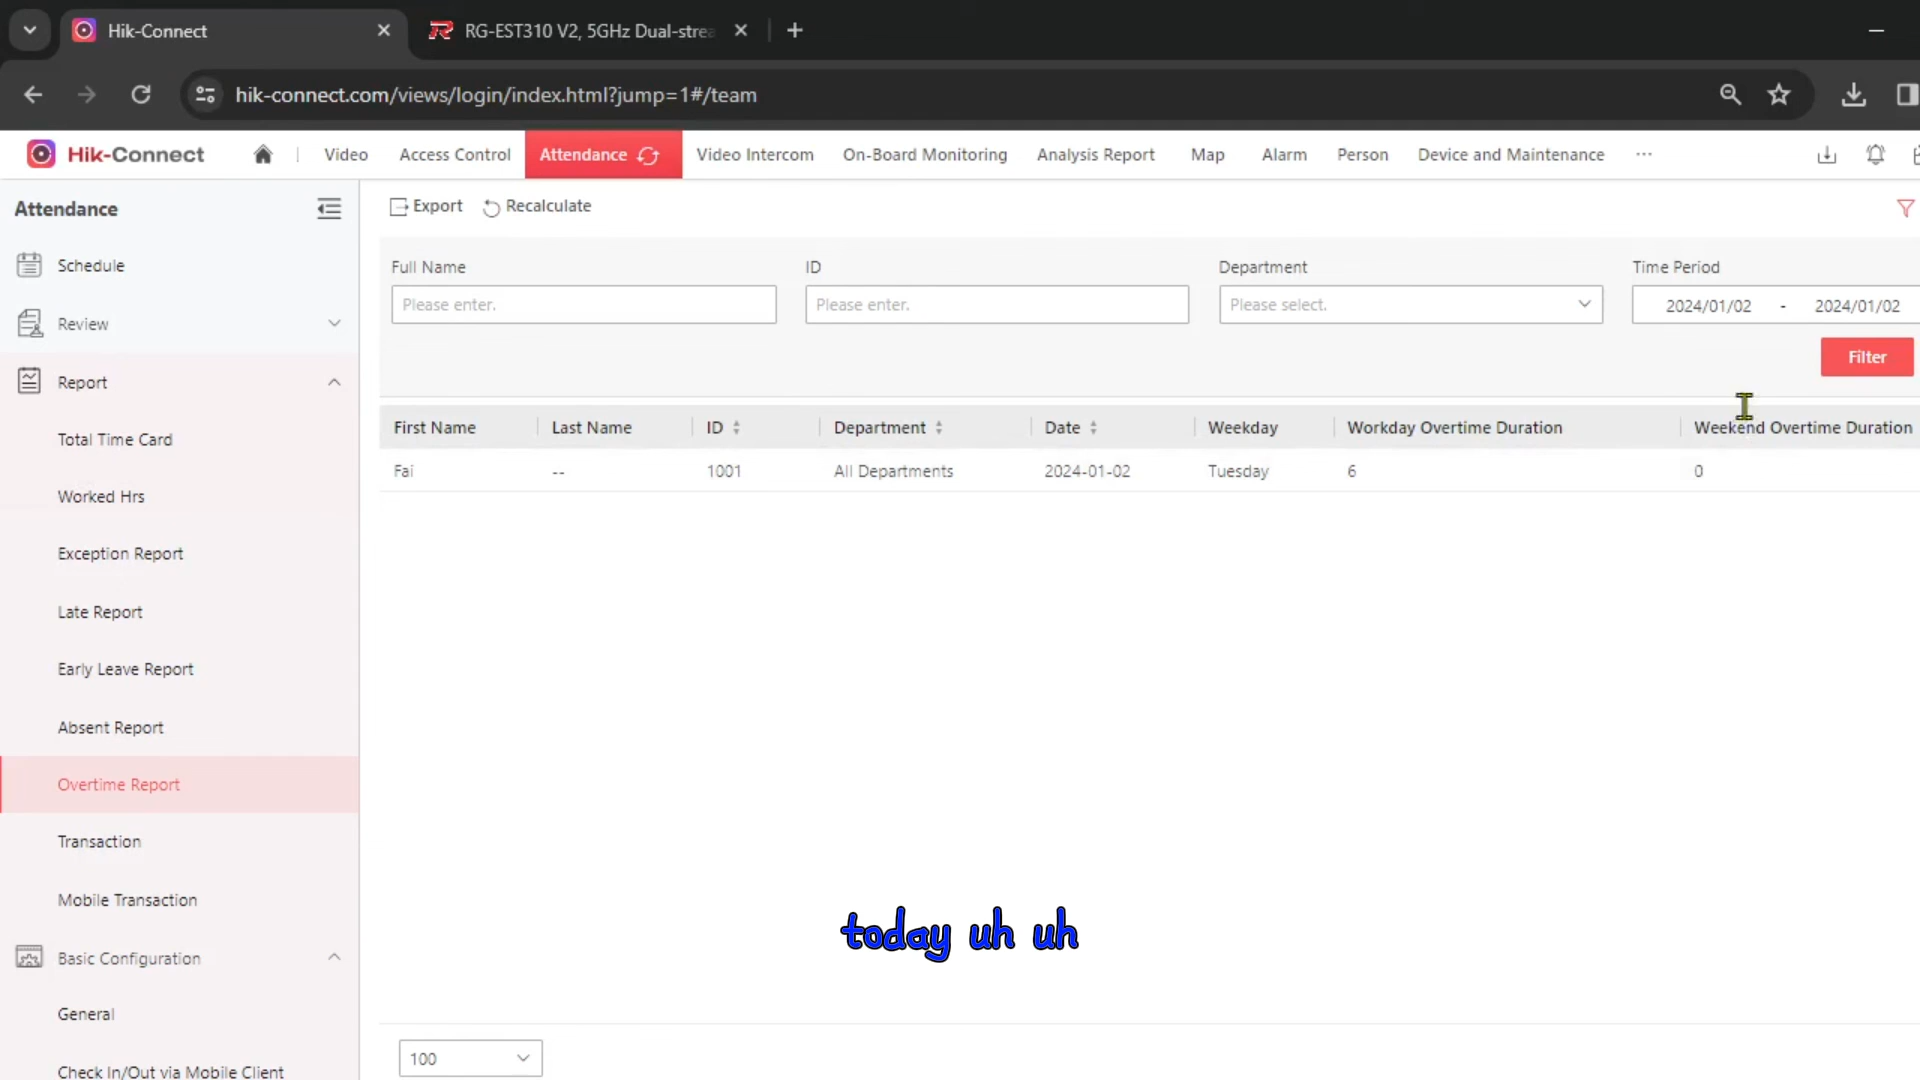 Hik-Connect
RG-EST310 V2, 5GHz Dual-strea
hik-connect.com/views/login/index.html?jump=1#/team
Hik-Connect Video Access Control Attendance Video Intercom On-Board Monitoring Analysis Report Map Alarm Person Device and Maintenance ...
Attendance
Export Recalculate
Schedule
Review
Report
Total Time Card
Worked Hrs
Exception Report
Late Report
Early Leave Report
Absent Report
Overtime Report
Transaction
Mobile Transaction
Basic Configuration
General
Check In/Out via Mobile Client
Full Name ID Department Time Period
Please enter. Please enter. Please select. 2024/01/02 - 2024/01/02
Filter
First Name Last Name ID Department Date Weekday Workday Overtime Duration Weekend Overtime Duration
Fai -- 1001 All Departments 2024-01-02 Tuesday 6 0
today uh uh
100